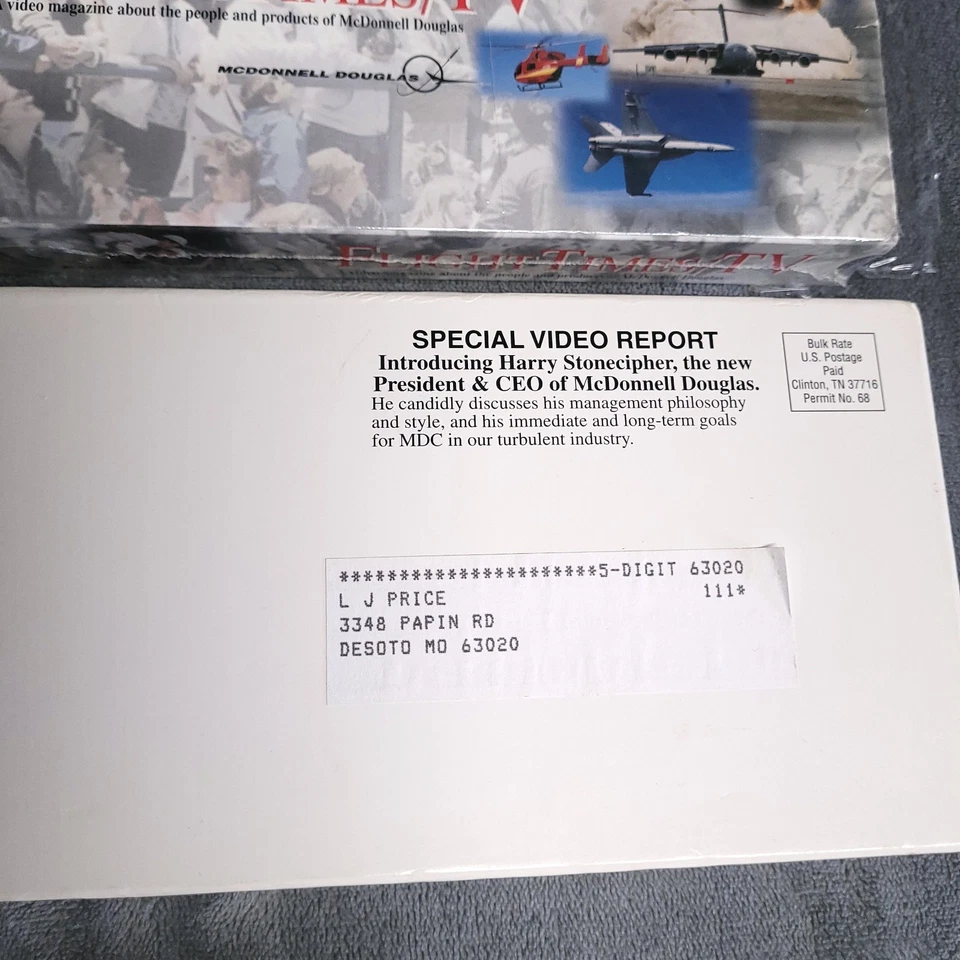 video magazine about the people and products of McDonnell Douglas
MCDONNELL DOUGLAS
FLIGHTTIMES/TV
SPECIAL VIDEO REPORT
Introducing Harry Stonecipher, the new
President & CEO of McDonnell Douglas.
He candidly discusses his management philosophy
and style, and his immediate and long-term goals
for MDC in our turbulent industry.
Bulk Rate
U.S. Postage
Paid
Clinton, TN 37716
Permit No. 68
**********************5-DIGIT 63020
L J PRICE 111*
3348 PAPIN RD
DESOTO MO 63020